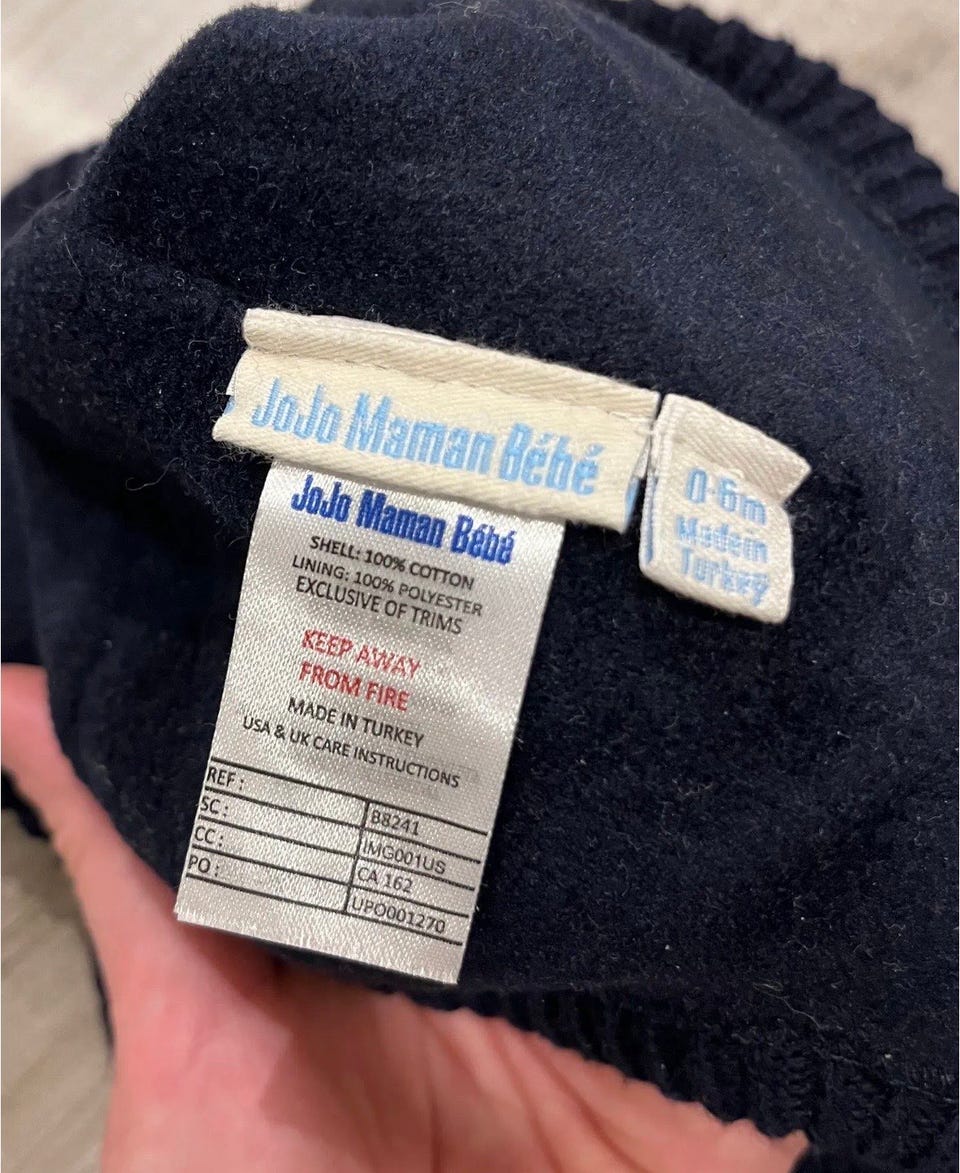 JoJo Maman Bébé
0-6m
Made in
Turkey
JoJo Maman Bébé
SHELL: 100% COTTON
LINING: 100% POLYESTER
EXCLUSIVE OF TRIMS
KEEP AWAY
FROM FIRE
MADE IN TURKEY
USA & UK CARE INSTRUCTIONS
REF: B8241
SC: IMG001US
CC: CA 162
PO: UPO001270